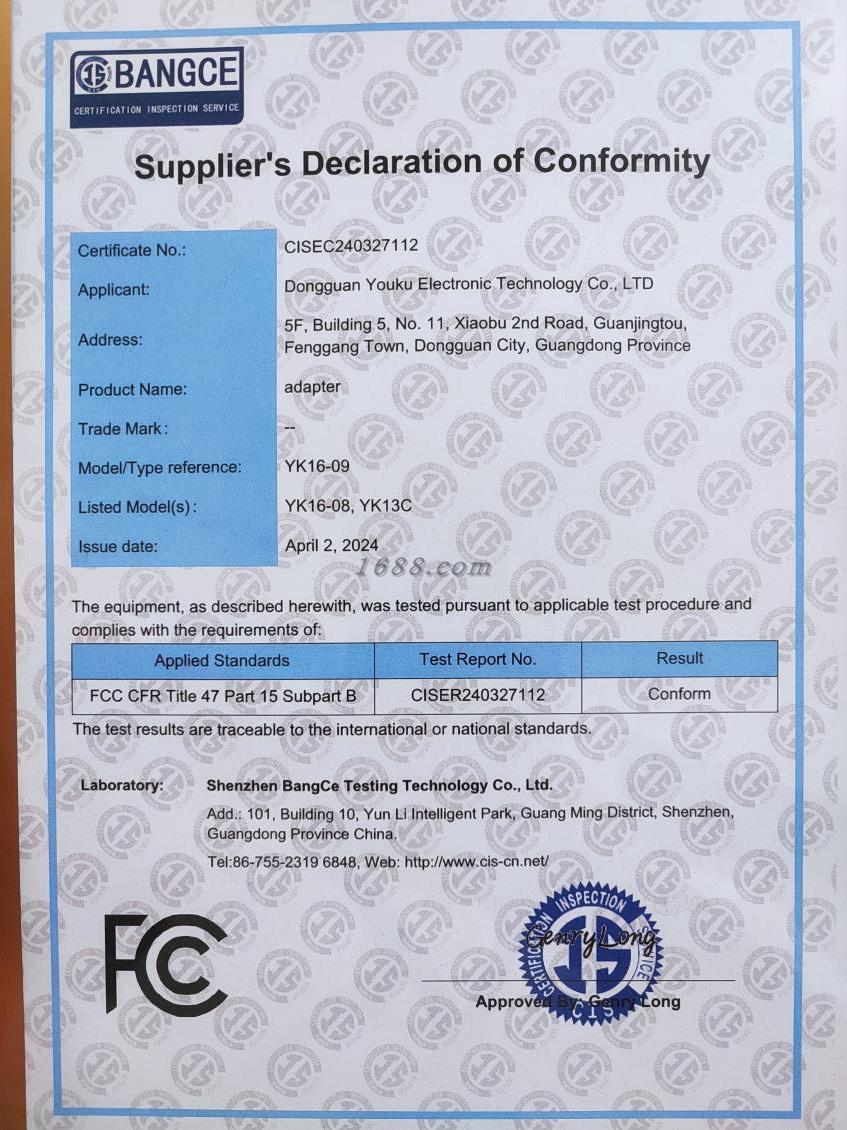 BANGCE
CERTIFICATION INSPECTION SERVICE
Supplier's Declaration of Conformity
Certificate No.: CISEC240327112
Applicant: Dongguan Youku Electronic Technology Co., LTD
Address: 5F, Building 5, No. 11, Xiaobu 2nd Road, Guanjingtou,
Fenggang Town, Dongguan City, Guangdong Province
Product Name: adapter
Trade Mark: --
Model/Type reference: YK16-09
Listed Model(s): YK16-08, YK13C
Issue date: April 2, 2024
1688.com
The equipment, as described herewith, was tested pursuant to applicable test procedure and
complies with the requirements of:
Applied Standards Test Report No. Result
FCC CFR Title 47 Part 15 Subpart B CISER240327112 Conform
The test results are traceable to the international or national standards.
Laboratory: Shenzhen BangCe Testing Technology Co., Ltd.
Add.: 101, Building 10, Yun Li Intelligent Park, Guang Ming District, Shenzhen,
Guangdong Province China.
Tel:86-755-2319 6848, Web: http://www.cis-cn.net/
FCC
CERTIFICATION INSPECTION SERVICE
Genry Long
CIS
Approved By: Genry Long